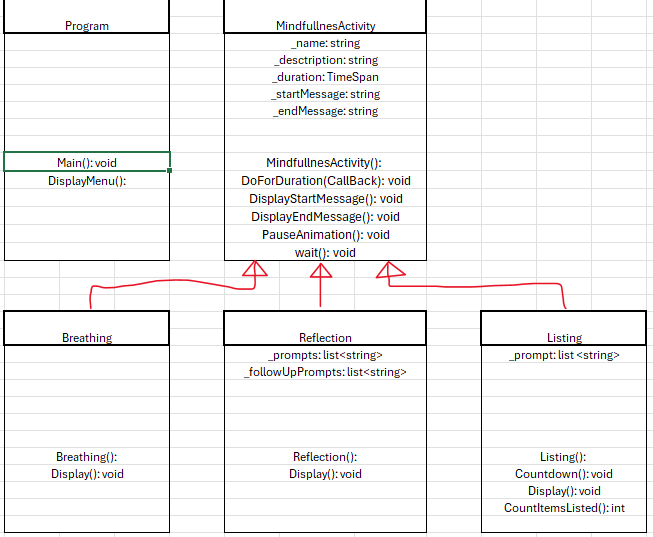 Program
Main(): void
DisplayMenu():
MindfullnesActivity
_name: string
_desctription: string
_duration: TimeSpan
_startMessage: string
_endMessage: string
MindfullnesActivity():
DoForDuration(CallBack): void
DisplayStartMessage(): void
DisplayEndMessage(): void
PauseAnimation(): void
wait(): void
Breathing
Breathing():
Display(): void
Reflection
_prompts: list<string>
_followUpPrompts: list<string>
Reflection():
Display(): void
Listing
_prompt: list <string>
Listing():
Countdown(): void
Display(): void
CountItemsListed(): int